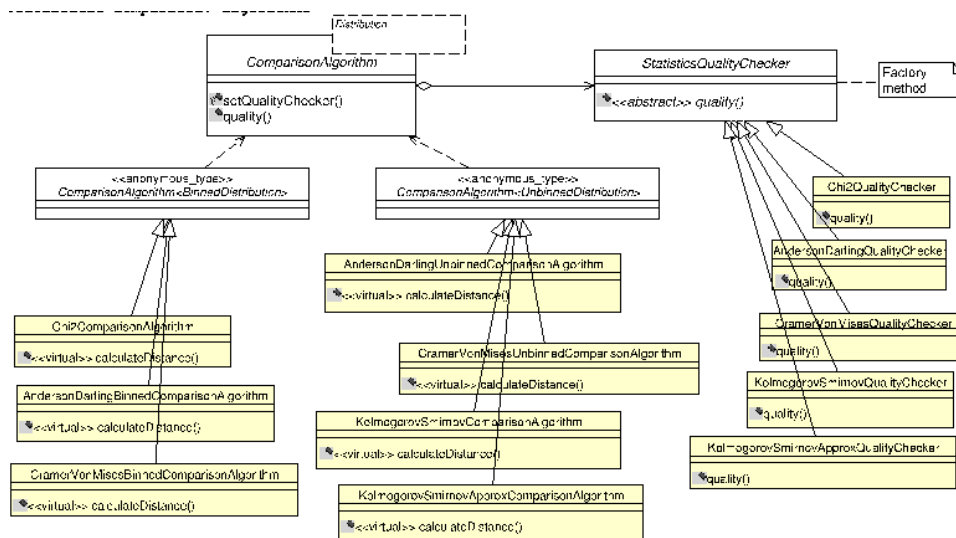 Distribution
ComparisonAlgorithm
setQualityChecker()
quality()
StatisticsQualityChecker
<<abstract>> quality()
Factory
method
<<anonymous_type>>
ComparisonAlgorithm<BinnedDistribution>
<<anonymous_type>>
ComparisonAlgorithm<UnbinnedDistribution>
Chi2QualityChecker
quality()
AndersonDarlingUnbinnedComparisonAlgorithm
<<virtual>> calculateDistance()
AndersonDarlingQualityChecker
quality()
Chi2ComparisonAlgorithm
<<virtual>> calculateDistance()
CramerVonMisesUnbinnedComparisonAlgorithm
<<virtual>> calculateDistance()
CramerVonMisesQualityChecker
quality()
AndersonDarlingBinnedComparisonAlgorithm
<<virtual>> calculateDistance()
KolmogorovSmirnovComparisonAlgorithm
<<virtual>> calculateDistance()
KolmogorovSmirnovQualityChecker
quality()
CramerVonMisesBinnedComparisonAlgorithm
<<virtual>> calculateDistance()
KolmogorovSmirnovApproxComparisonAlgorithm
<<virtual>> calculateDistance()
KolmogorovSmirnovApproxQualityChecker
quality()